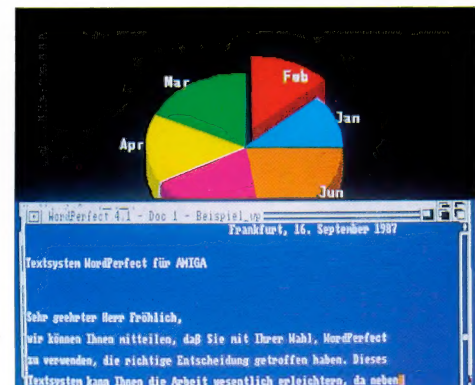 Feb
Mar
Jan
Apr
Jun
WordPerfect 4.1 - Doc 1 - Beispiel_wp
Frankfurt, 16. September 1987
Textsystem WordPerfect für AMIGA
Sehr geehrter Herr Fröhlich,
wir können Ihnen mitteilen, daß Sie mit Ihrer Wahl, WordPerfect
zu verwenden, die richtige Entscheidung getroffen haben. Dieses
Textsystem kann Ihnen die Arbeit wesentlich erleichtern, da neben